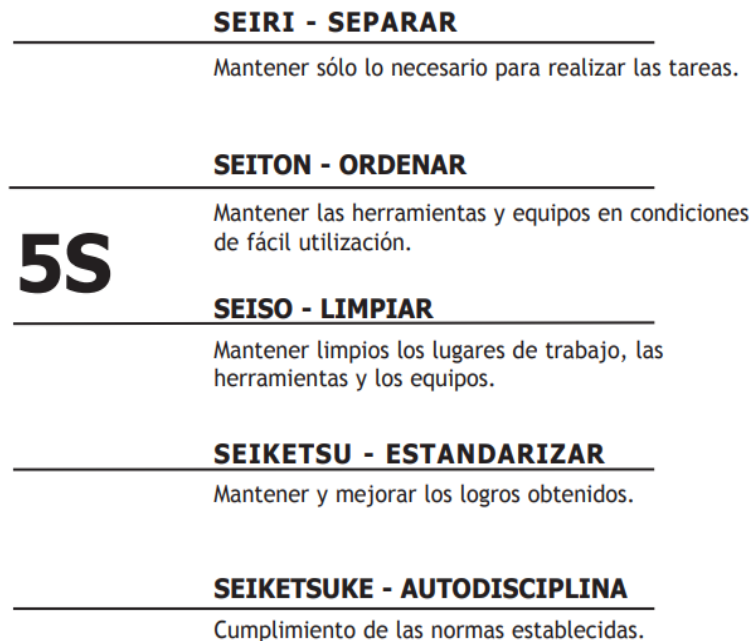 SEIRI - SEPARAR
Mantener sólo lo necesario para realizar las tareas.
SEITON - ORDENAR
Mantener las herramientas y equipos en condiciones
de fácil utilización.
5S
SEISO - LIMPIAR
Mantener limpios los lugares de trabajo, las
herramientas y los equipos.
SEIKETSU - ESTANDARIZAR
Mantener y mejorar los logros obtenidos.
SEIKETSUKE - AUTODISCIPLINA
Cumplimiento de las normas establecidas.